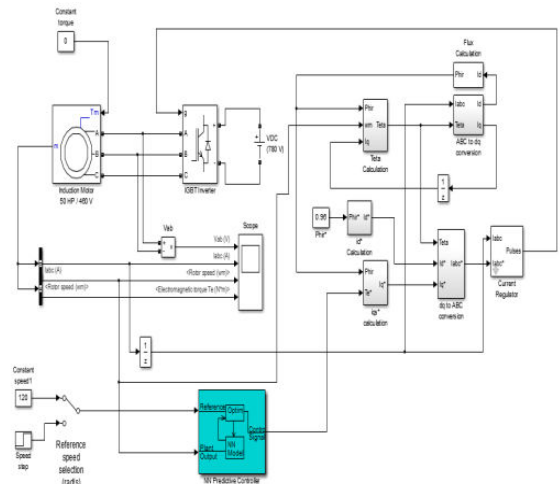 Constant
torque
0
Tm
m
A
B
C
A
B
C
Induction Motor
50 HP / 460 V
g
+
-
IGBT Inverter
VDC
(780 V)
Vab
+
-
v
Scope
Vab (V)
Iabc (A)
<Rotor speed (wm)>
<Electromagnetic torque Te (N*m)>
Iabc (A)
<Rotor speed (wm)>
1
z
Flux
Calculation
Phir
Id
Phir
wm
Iq
Teta
Teta
Calculation
Iabc
Teta
Id
Iq
ABC to dq
conversion
1
z
0.96
Phir*
Phir*
Id*
id*
Calculation
Phir
Te*
Iq*
iqs*
calculation
Teta
Id*
Iq*
Iabc*
dq to ABC
conversion
Iabc
Iabc*
Pulses
Current
Regulator
Constant
speed1
120
Speed
step
Reference
speed
selection
(rad/s)
Reference
Plant
Output
Optim.
NN
Model
Control
Signal
NN Predictive Controller